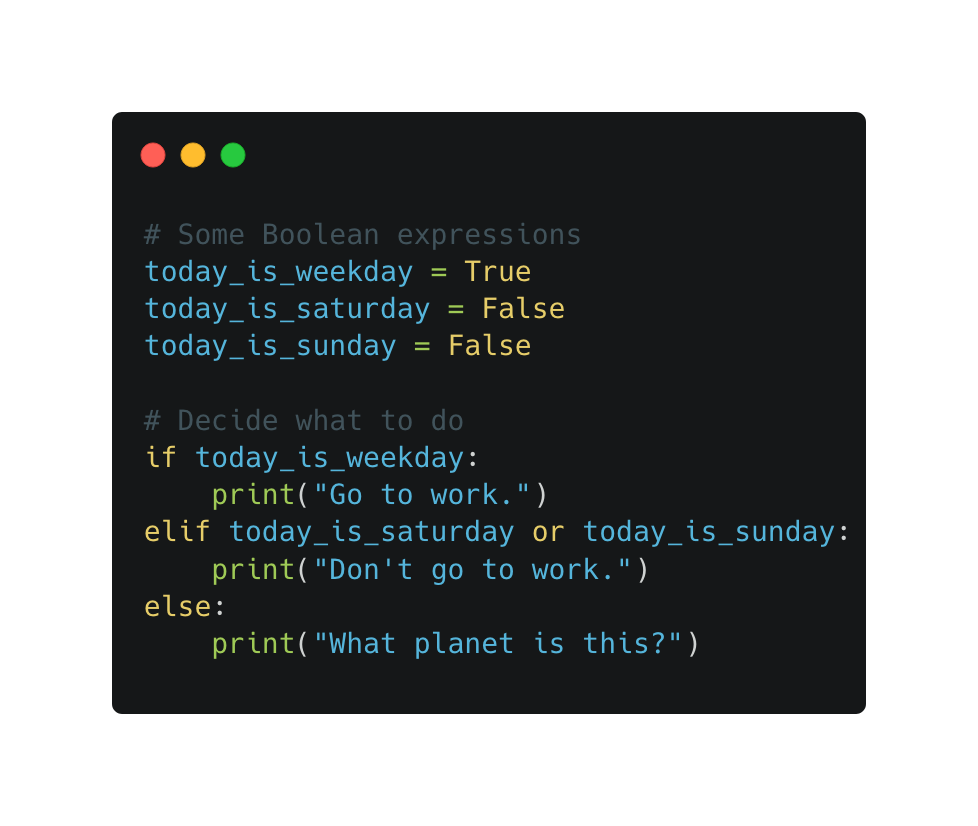 # Some Boolean expressions
today_is_weekday = True
today_is_saturday = False
today_is_sunday = False

# Decide what to do
if today_is_weekday:
    print("Go to work.")
elif today_is_saturday or today_is_sunday:
    print("Don't go to work.")
else:
    print("What planet is this?")